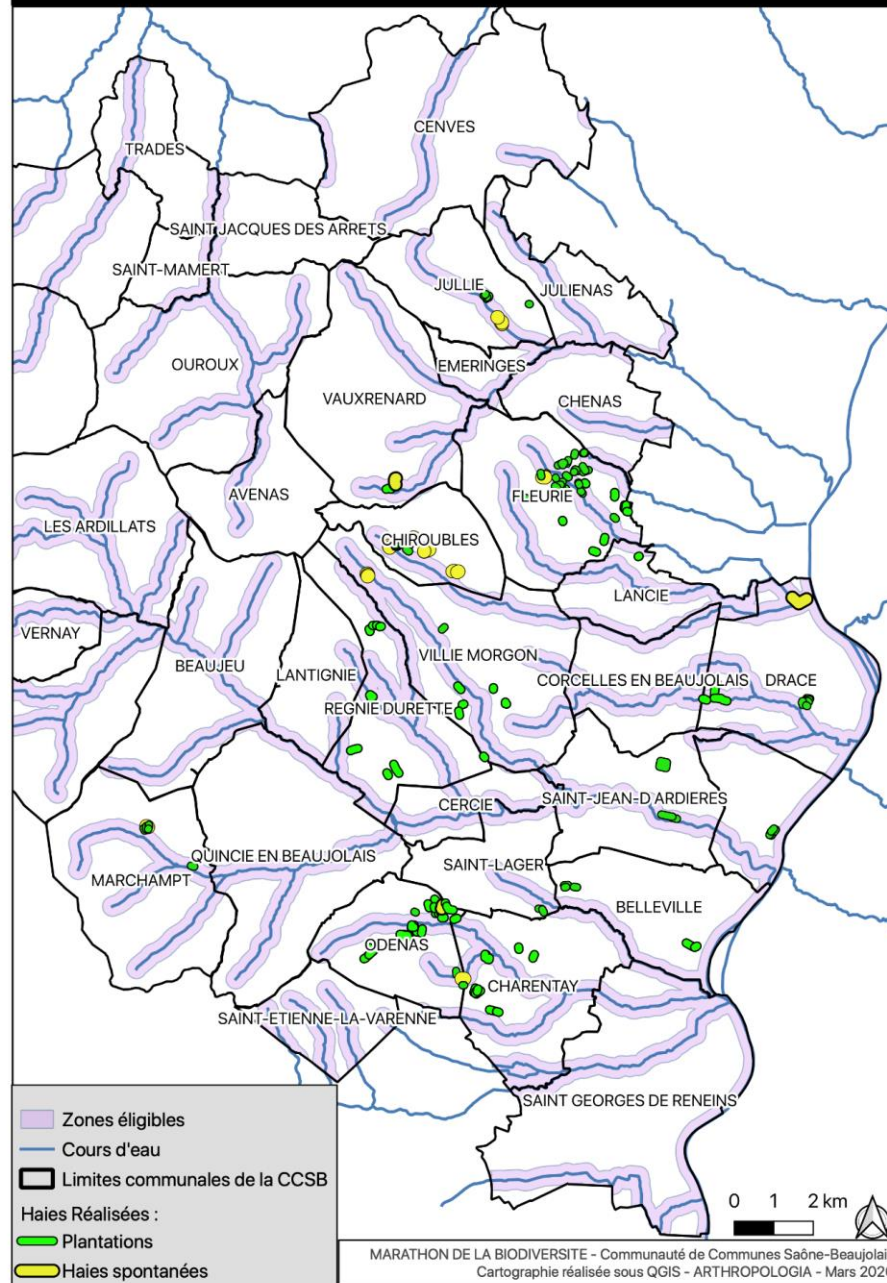 CENVES
TRADES
SAINT JACQUES DES ARRETS
SAINT-MAMERT
JULLIE
JULIENAS
OUROUX
EMERINGES
VAUXRENARD
CHENAS
AVENAS
FLEURIE
LES ARDILLATS
CHIROUBLES
LANCIE
VERNAY
BEAUJEU
LANTIGNIE
VILLIE MORGON
CORCELLES EN BEAUJOLAIS
DRACE
REGNIE DURETTE
CERCIE
SAINT-JEAN-D ARDIERES
QUINCIE EN BEAUJOLAIS
SAINT-LAGER
MARCHAMPT
BELLEVILLE
ODENAS
CHARENTAY
SAINT-ETIENNE-LA-VARENNE
SAINT GEORGES DE RENEINS
Zones éligibles
Cours d'eau
Limites communales de la CCSB
Haies Réalisées :
Plantations
Haies spontanées
0 1 2 km
MARATHON DE LA BIODIVERSITE - Communauté de Communes Saône-Beaujolai
Cartographie réalisée sous QGIS - ARTHROPOLOGIA - Mars